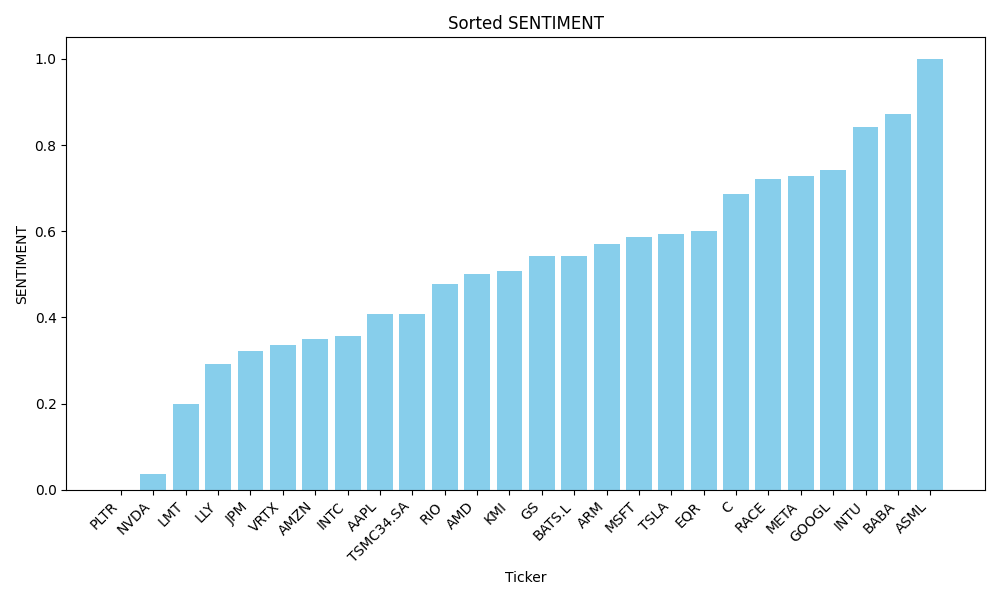 Sorted SENTIMENT
SENTIMENT
1.0
0.8
0.6
0.4
0.2
0.0
PLTR
NVDA
LMT
LLY
JPM
VRTX
AMZN
INTC
AAPL
TSMC34.SA
RIO
AMD
KMI
GS
BATS.L
ARM
MSFT
TSLA
EQR
C
RACE
META
GOOGL
INTU
BABA
ASML
Ticker